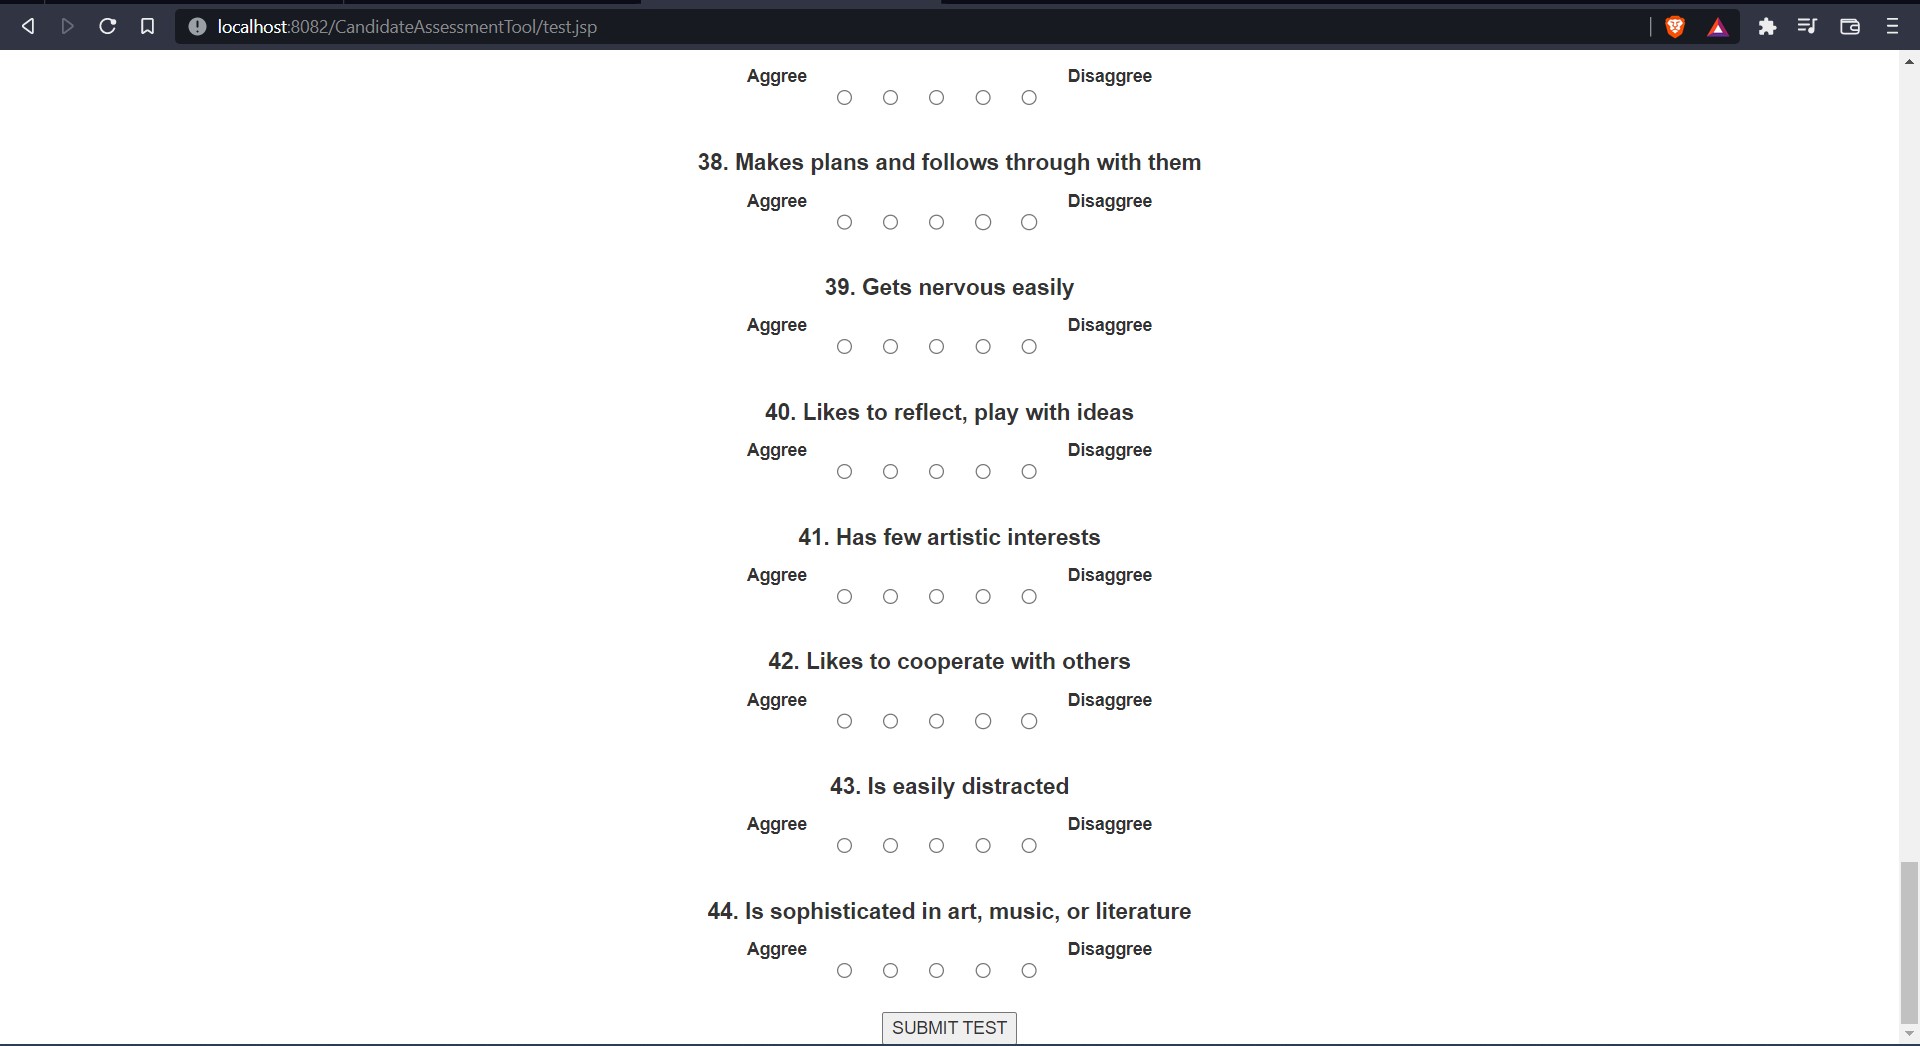 localhost:8082/CandidateAssessmentTool/test.jsp
Aggree Disaggree
38. Makes plans and follows through with them
Aggree Disaggree
39. Gets nervous easily
Aggree Disaggree
40. Likes to reflect, play with ideas
Aggree Disaggree
41. Has few artistic interests
Aggree Disaggree
42. Likes to cooperate with others
Aggree Disaggree
43. Is easily distracted
Aggree Disaggree
44. Is sophisticated in art, music, or literature
Aggree Disaggree
SUBMIT TEST